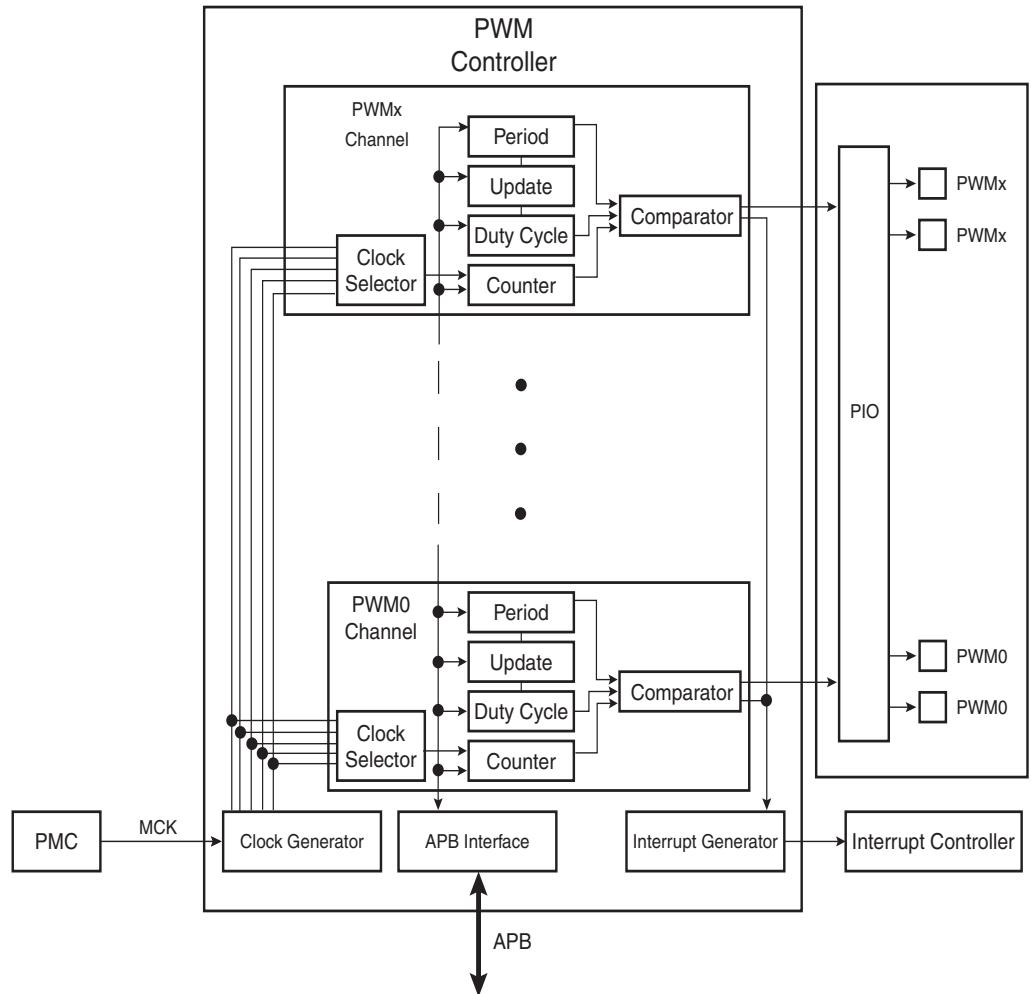 PWM
Controller
PWMx
Channel
Period
Update
Duty Cycle
Counter
Clock
Selector
Comparator
PIO
PWMx
PWMx
PWM0
Channel
Period
Update
Duty Cycle
Counter
Clock
Selector
Comparator
PWM0
PWM0
PMC
MCK
Clock Generator
APB Interface
Interrupt Generator
Interrupt Controller
APB